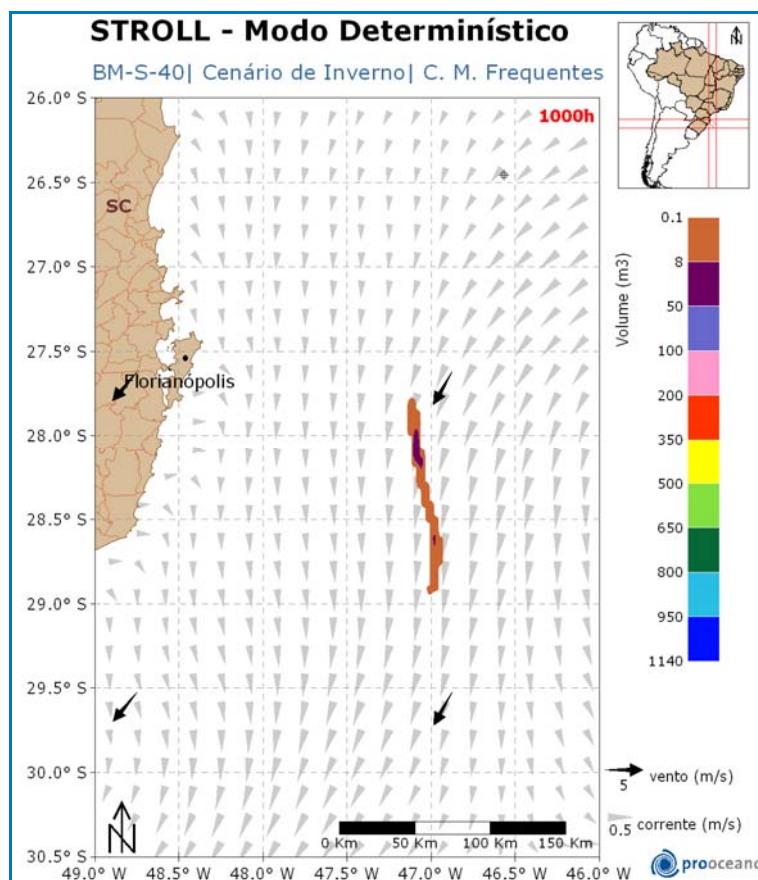 STROLL - Modo Determinístico
BM-S-40| Cenário de Inverno| C. M. Frequentes
N
26.0° S
1000h
26.5° S
SC
27.0° S
27.5° S
Florianópolis
28.0° S
28.5° S
29.0° S
29.5° S
30.0° S
30.5° S
N
0 Km 50 Km 100 Km 150 Km
49.0° W 48.5° W 48.0° W 47.5° W 47.0° W 46.5° W 46.0° W
Volume (m3)
0.1
8
50
100
200
350
500
650
800
950
1140
5 vento (m/s)
0.5 corrente (m/s)
prooceano